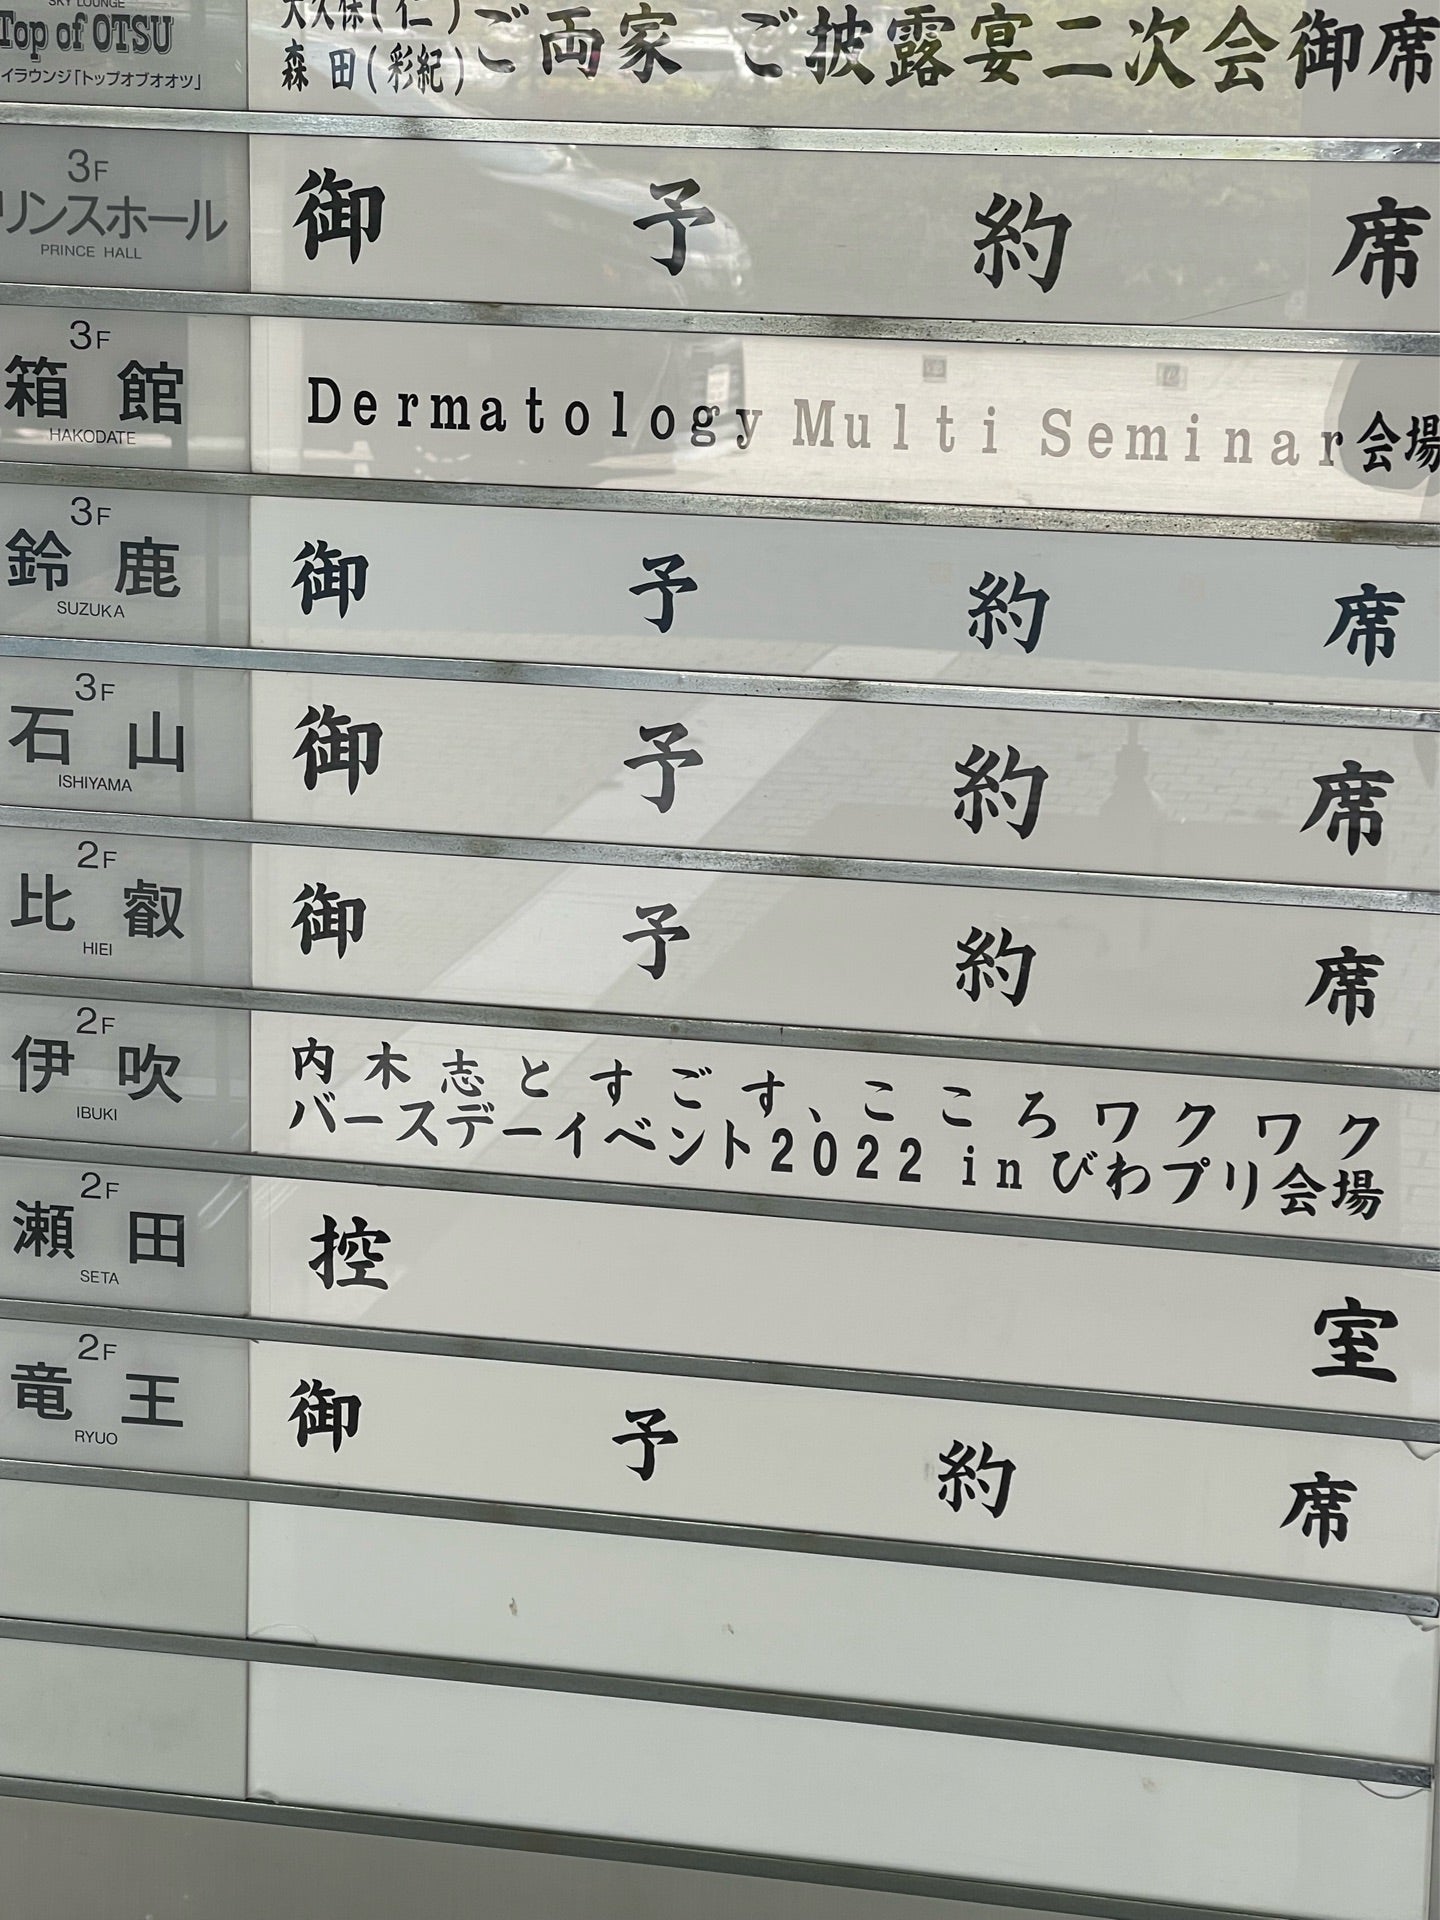 SKY LOUNGE
Top of OTSU
イラウンジ「トップオブオオツ」
大久保(仁)
森田(彩紀)
ご両家 ご披露宴二次会御席
3F
リンスホール
PRINCE HALL
御予約席
3F
箱館
HAKODATE
Dermatology Multi Seminar会場
3F
鈴鹿
SUZUKA
御予約席
3F
石山
ISHIYAMA
御予約席
2F
比叡
HIEI
御予約席
2F
伊吹
IBUKI
内木志とすごす、こころワクワク
バースデーイベント2022 inびわプリ会場
2F
瀬田
SETA
控室
2F
竜王
RYUO
御予約席